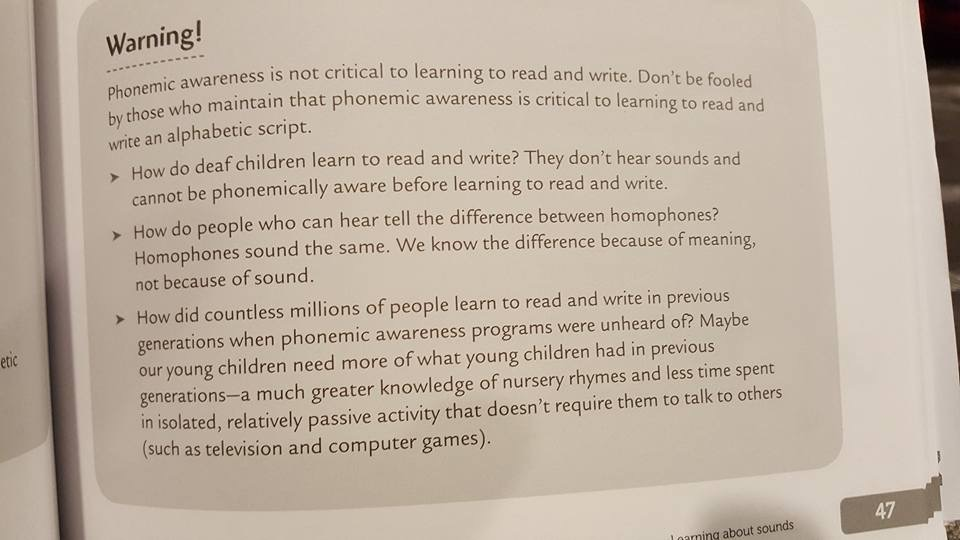 Warning!
Phonemic awareness is not critical to learning to read and write. Don't be fooled
by those who maintain that phonemic awareness is critical to learning to read and
write an alphabetic script.
➤ How do deaf children learn to read and write? They don't hear sounds and
cannot be phonemically aware before learning to read and write.
➤ How do people who can hear tell the difference between homophones?
Homophones sound the same. We know the difference because of meaning,
not because of sound.
➤ How did countless millions of people learn to read and write in previous
generations when phonemic awareness programs were unheard of? Maybe
our young children need more of what young children had in previous
generations—a much greater knowledge of nursery rhymes and less time spent
in isolated, relatively passive activity that doesn't require them to talk to others
(such as television and computer games).
etic
Learning about sounds
47